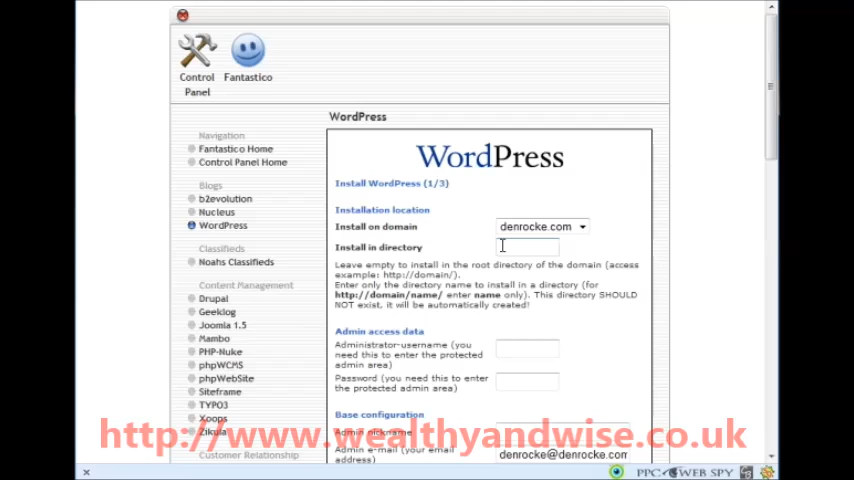 Control
Panel
Fantastico
WordPress
Navigation
Fantastico Home
Control Panel Home
Blogs
b2evolution
Nucleus
WordPress
Classifieds
Noahs Classifieds
Content Management
Drupal
Geeklog
Joomla 1.5
Mambo
PHP-Nuke
phpWCMS
phpWebSite
Siteframe
TYPO3
Xoops
Zikula
Customer Relationship
WordPress
Install WordPress (1/3)
Installation location
Install on domain denrocke.com
Install in directory
Leave empty to install in the root directory of the domain (access
example: http://domain/).
Enter only the directory name to install in a directory (for
http://domain/name/ enter name only). This directory SHOULD
NOT exist, it will be automatically created!
Admin access data
Administrator-username (you
need this to enter the protected
admin area)
Password (you need this to enter
the protected admin area)
Base configuration
Admin nickname
Admin e-mail (your email denrocke@denrocke.com
address)
http://www.wealthyandwise.co.uk
PPC WEB SPY